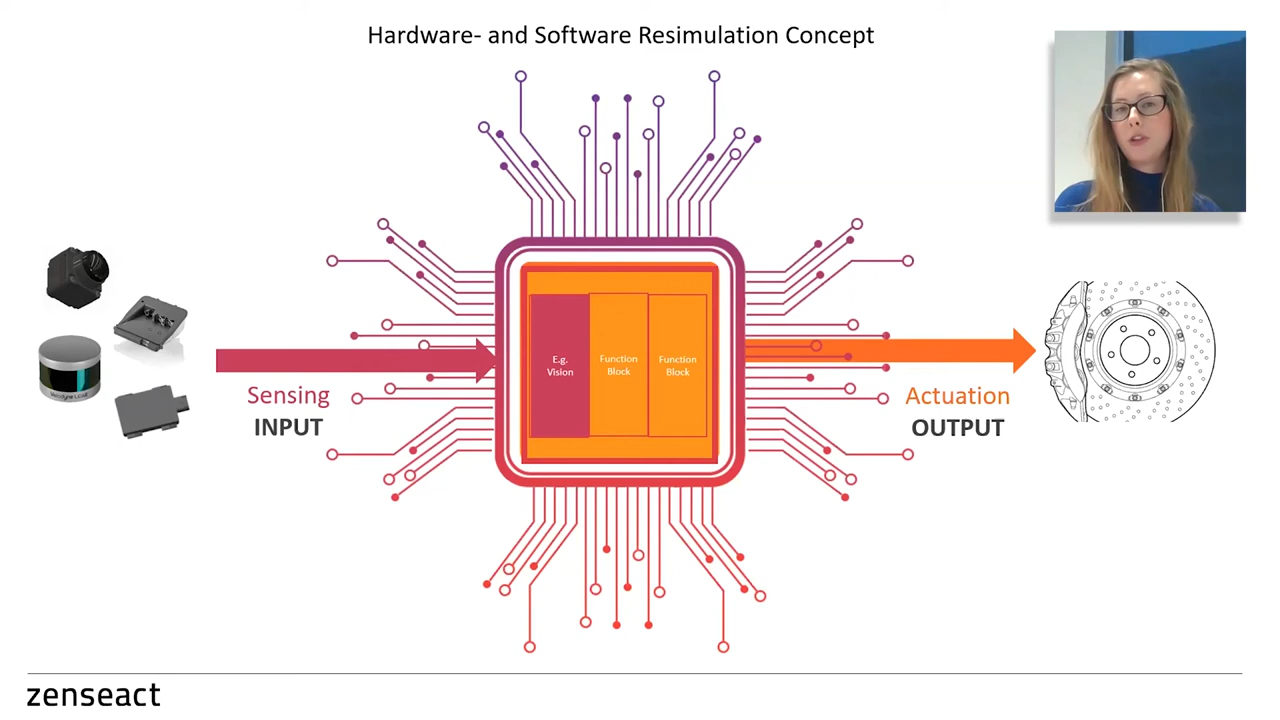 Hardware- and Software Resimulation Concept
E.g.
Vision
Function
Block
Function
Block
Sensing
INPUT
Actuation
OUTPUT
zenseact